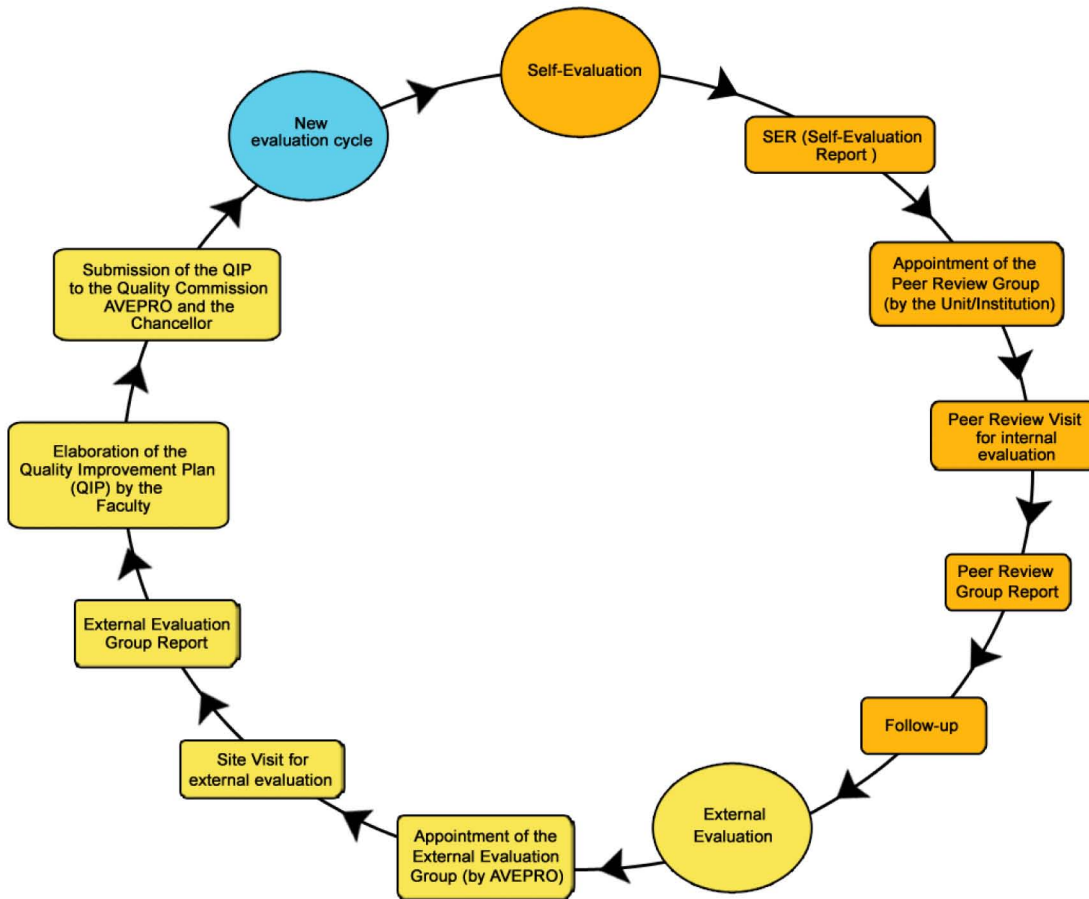 Self-Evaluation
SER (Self-Evaluation
Report )
Appointment of the
Peer Review Group
(by the Unit/Institution)
Peer Review Visit
for internal
evaluation
Peer Review
Group Report
Follow-up
External
Evaluation
Appointment of the
External Evaluation
Group (by AVEPRO)
Site Visit for
external evaluation
External Evaluation
Group Report
Elaboration of the
Quality Improvement Plan
(QIP) by the
Faculty
Submission of the QIP
to the Quality Commission
AVEPRO and the
Chancellor
New
evaluation cycle